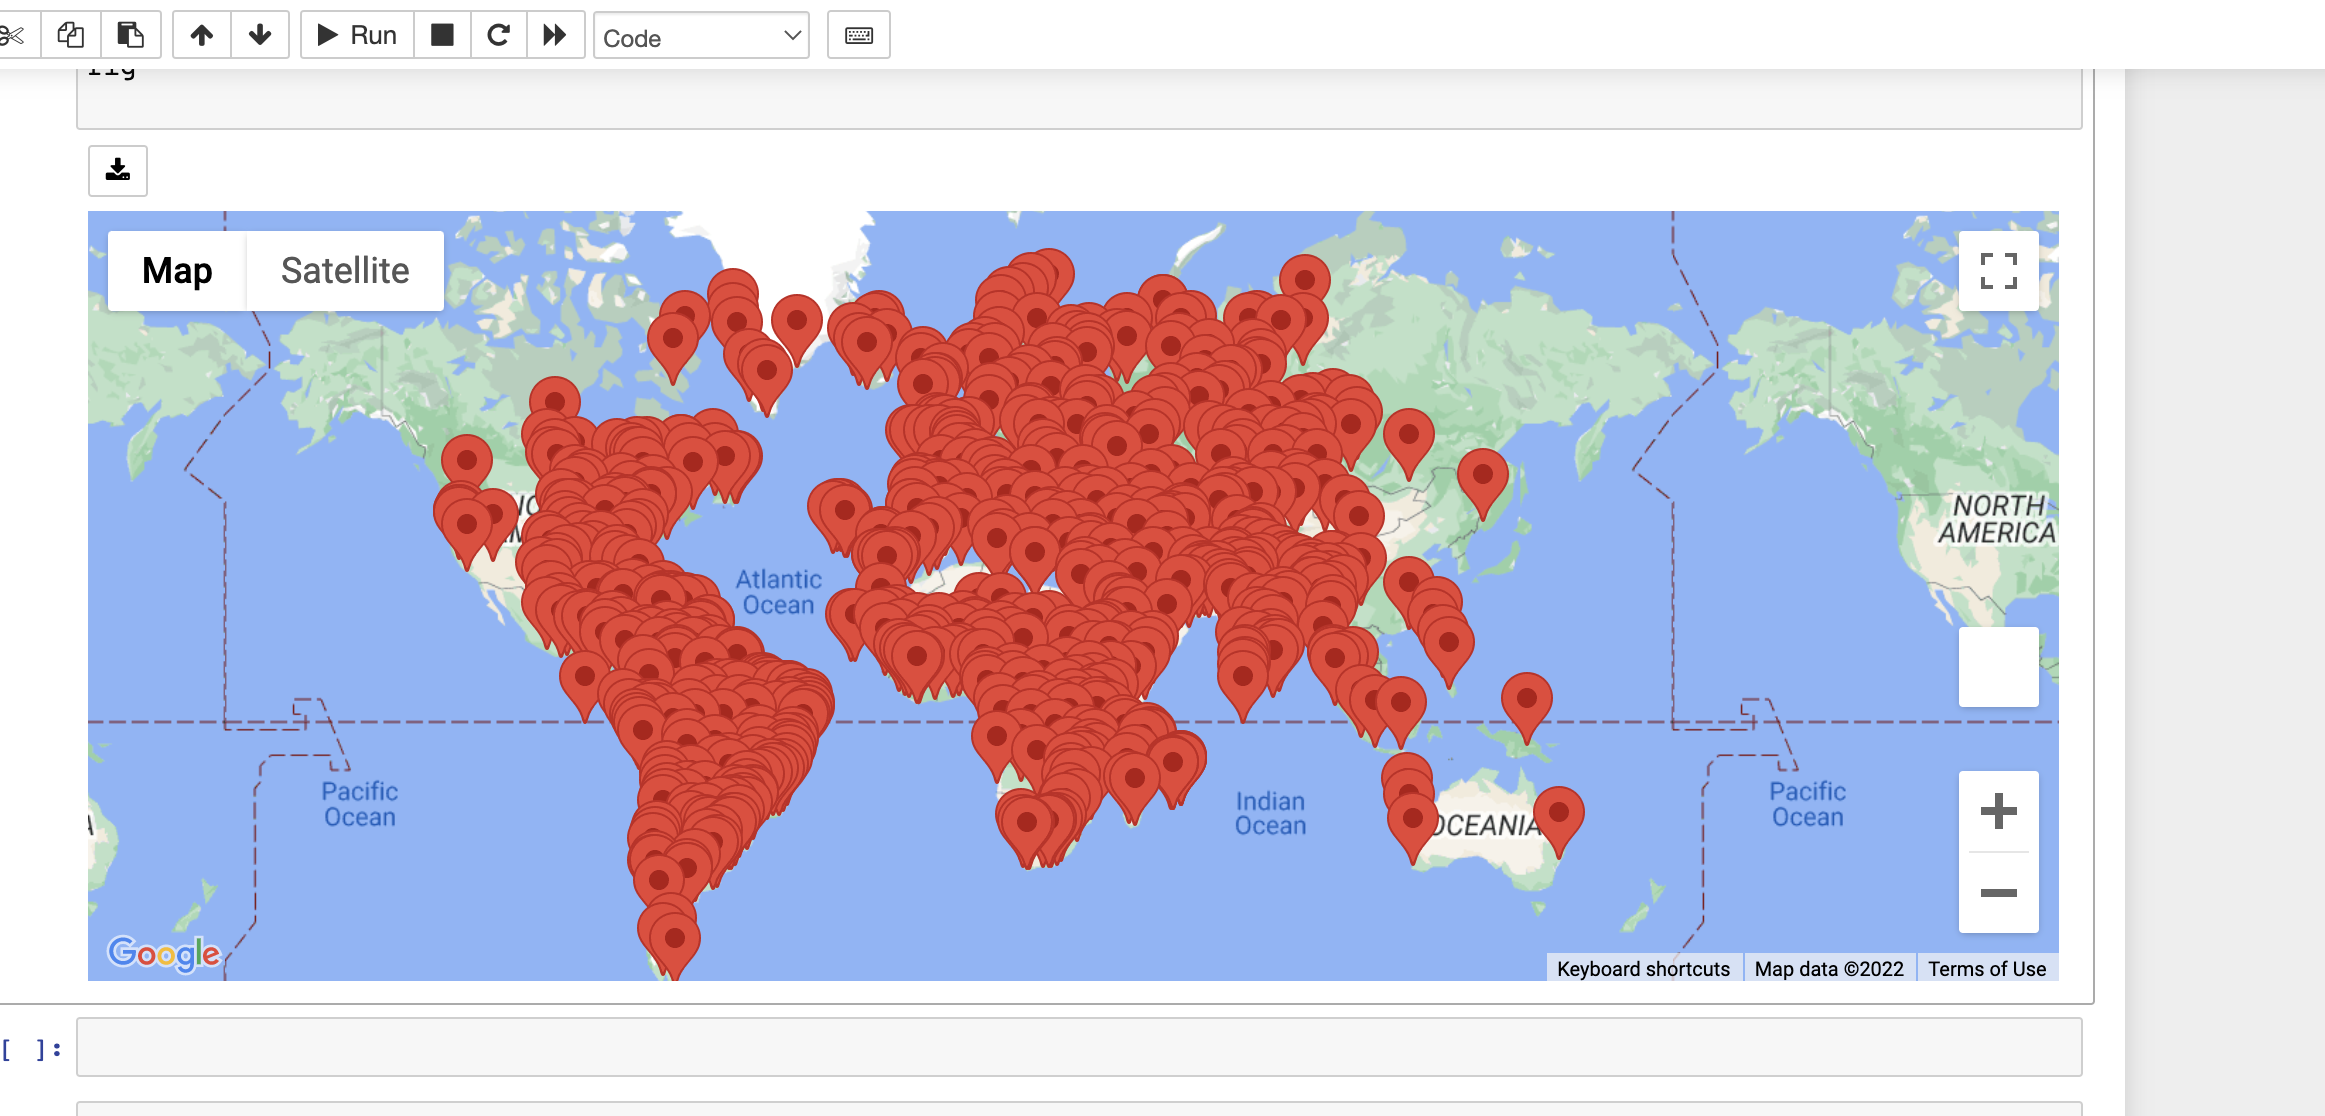 Run
Code
fig
Map
Satellite
NORTH
AMERICA
Atlantic
Ocean
Pacific
Ocean
Indian
Ocean
OCEANIA
Pacific
Ocean
Google
Keyboard shortcuts
Map data ©2022
Terms of Use
[ ]: